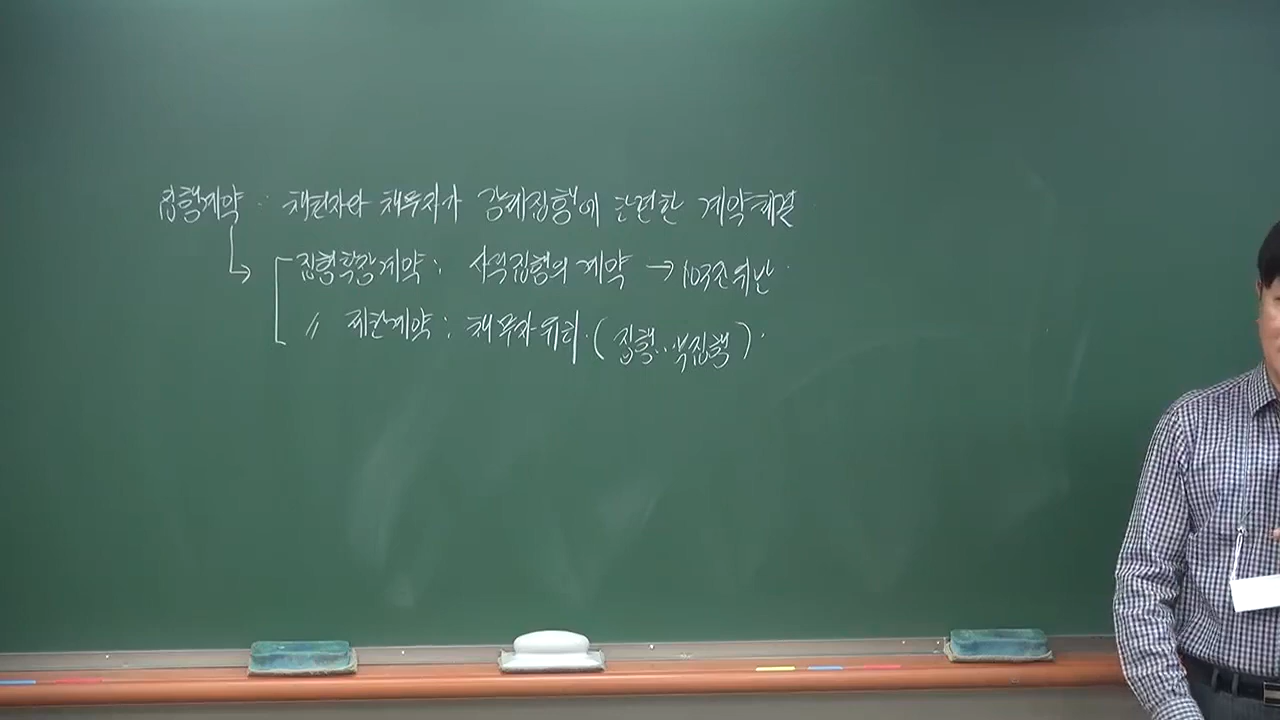 집행계약 : 채권자와 채무자가 강제집행에 관련한 계약체결
집행확장계약 : 사적집행의 계약 → 103조위반.
〃 제한계약 : 채무자위해.(집행..부집행).